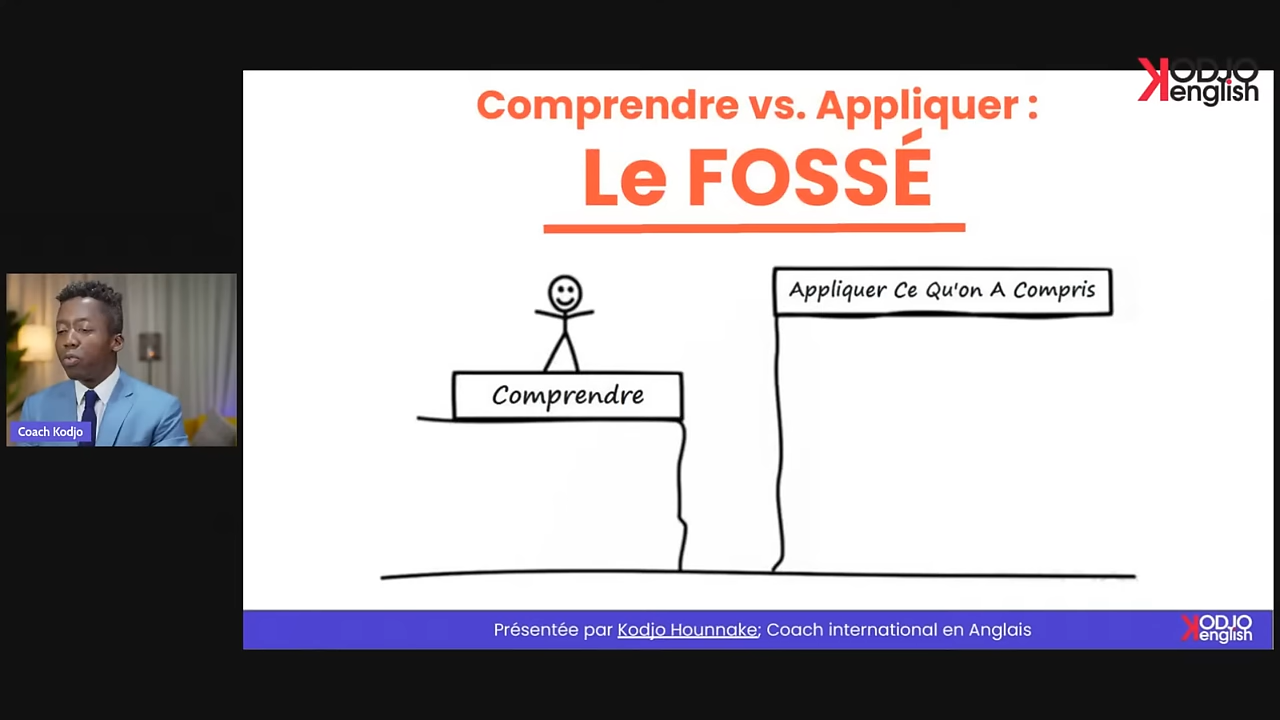 KODJO
english
Comprendre vs. Appliquer :
Le FOSSÉ
Appliquer Ce Qu'on A Compris
Comprendre
Coach Kodjo
Présentée par Kodjo Hounnake; Coach international en Anglais
KODJO
english